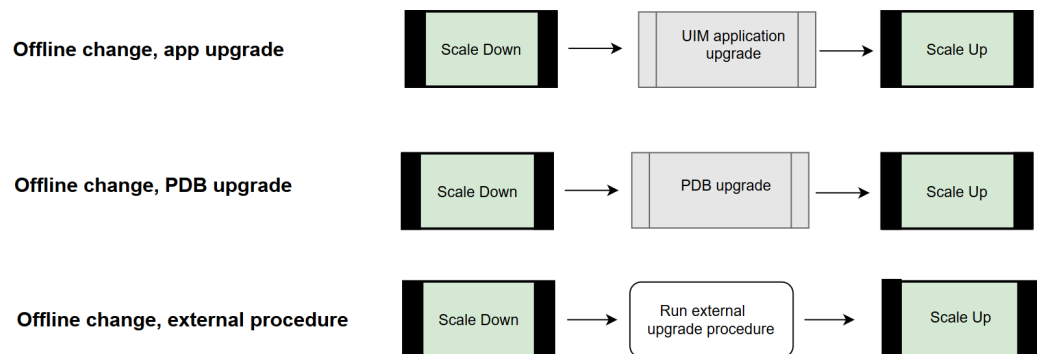 Offline change, app upgrade
Scale Down
UIM application
upgrade
Scale Up
Offline change, PDB upgrade
Scale Down
PDB upgrade
Scale Up
Offline change, external procedure
Scale Down
Run external
upgrade procedure
Scale Up